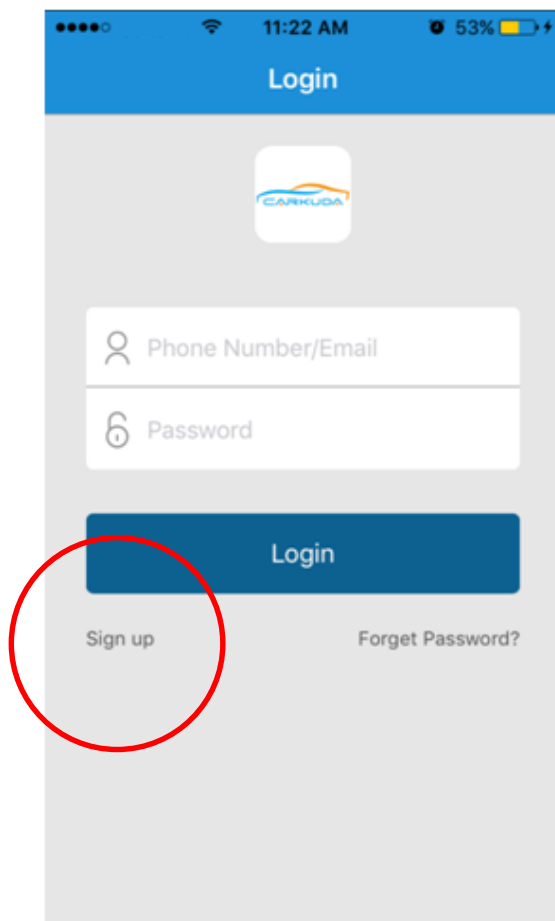 11:22 AM 53%
Login
CARKUDA
Phone Number/Email
Password
Login
Sign up Forget Password?